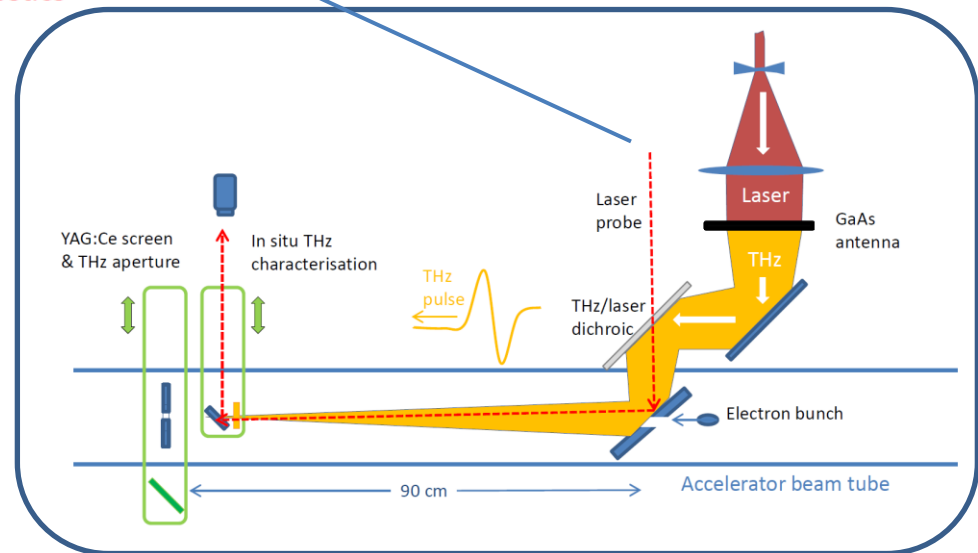 Laser
GaAs
antenna
THz
Laser
probe
YAG:Ce screen
& THz aperture
In situ THz
characterisation
THz
pulse
THz/laser
dichroic
Electron bunch
90 cm
Accelerator beam tube